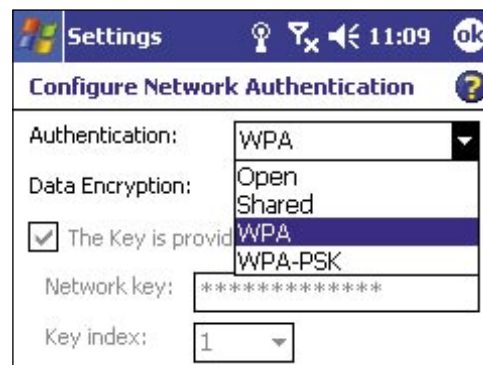 Settings 11:09 ok
Configure Network Authentication ?
Authentication: WPA
Data Encryption: Open
Shared
The Key is provid WPA
WPA-PSK
Network key: *************
Key index: 1